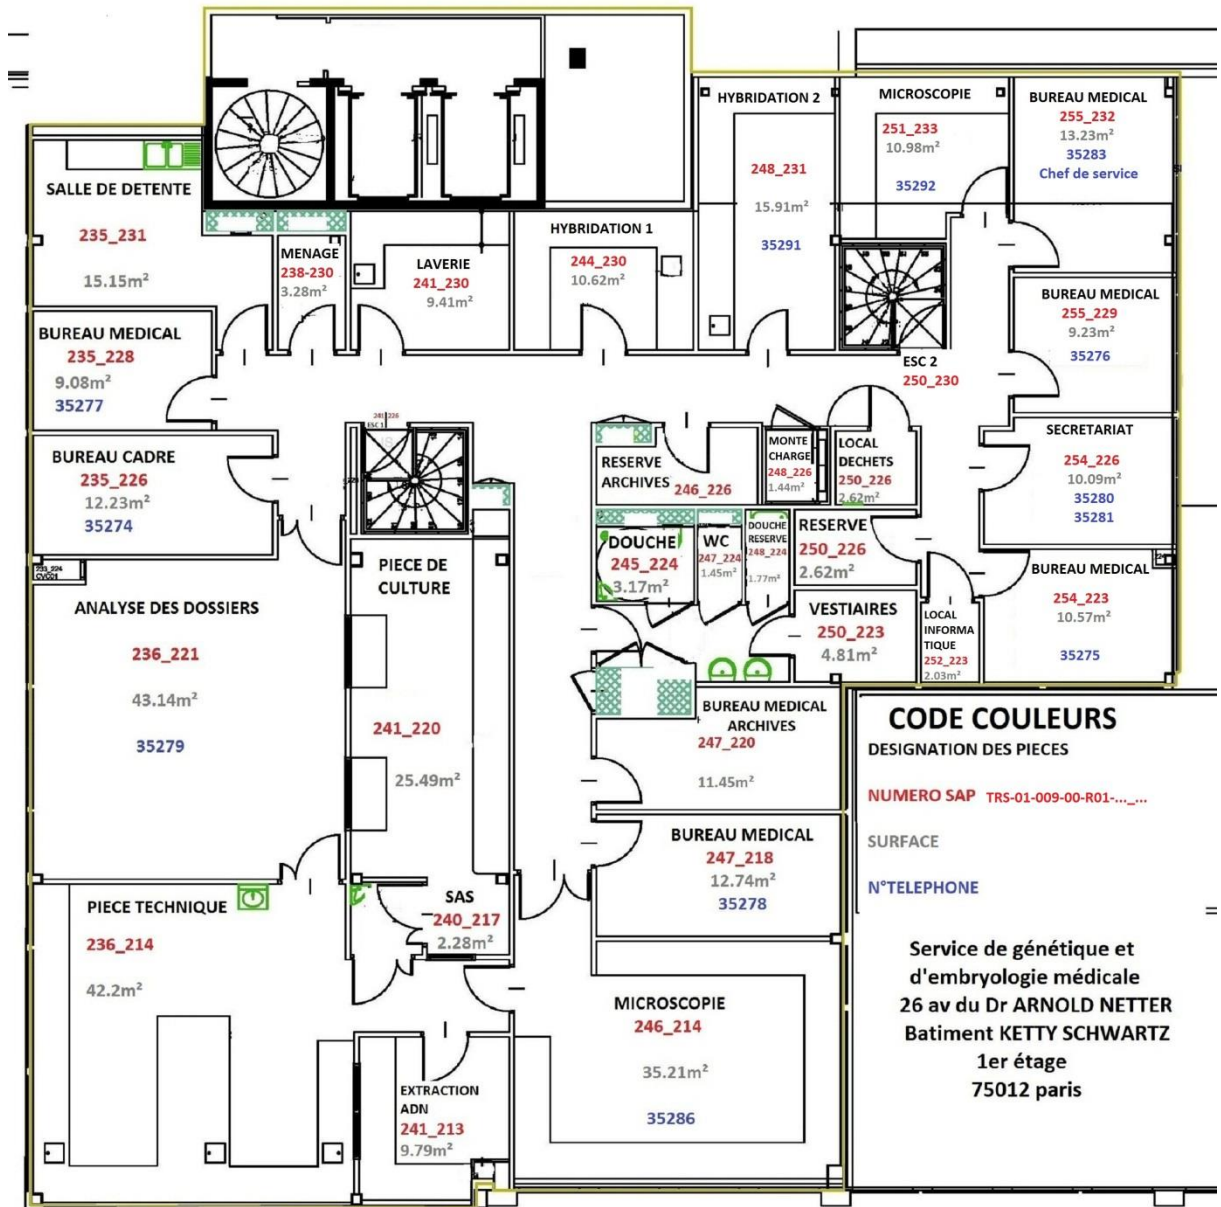 HYBRIDATION 2
248_231
15.91m²
35291
MICROSCOPIE
251_233
10.98m²
35292
BUREAU MEDICAL
255_232
13.23m²
35283
Chef de service
SALLE DE DETENTE
235_231
15.15m²
MENAGE
238-230
3.28m²
LAVERIE
241_230
9.41m²
HYBRIDATION 1
244_230
10.62m²
BUREAU MEDICAL
255_229
9.23m²
35276
BUREAU MEDICAL
235_228
9.08m²
35277
ESC 2
250_230
ESC 1
BUREAU CADRE
235_226
12.23m²
35274
RESERVE
ARCHIVES
246_226
MONTE
CHARGE
248_226
1.44m²
LOCAL
DECHETS
250_226
2.62m²
SECRETARIAT
254_226
10.09m²
35280
35281
DOUCHE
245_224
3.17m²
WC
247_224
1.45m²
DOUCHE
RESERVE
248_224
1.77m²
RESERVE
250_226
2.62m²
BUREAU MEDICAL
254_223
10.57m²
35275
ANALYSE DES DOSSIERS
236_221
43.14m²
35279
PIECE DE
CULTURE
241_220
25.49m²
VESTIAIRES
250_223
4.81m²
LOCAL
INFORMA
TIQUE
252_223
2.03m²
BUREAU MEDICAL
ARCHIVES
247_220
11.45m²
BUREAU MEDICAL
247_218
12.74m²
35278
PIECE TECHNIQUE
236_214
42.2m²
SAS
240_217
2.28m²
MICROSCOPIE
246_214
35.21m²
35286
EXTRACTION
ADN
241_213
9.79m²
CODE COULEURS
DESIGNATION DES PIECES
NUMERO SAP TRS-01-009-00-R01-..._...
SURFACE
N°TELEPHONE
Service de génétique et
d'embryologie médicale
26 av du Dr ARNOLD NETTER
Batiment KETTY SCHWARTZ
1er étage
75012 paris